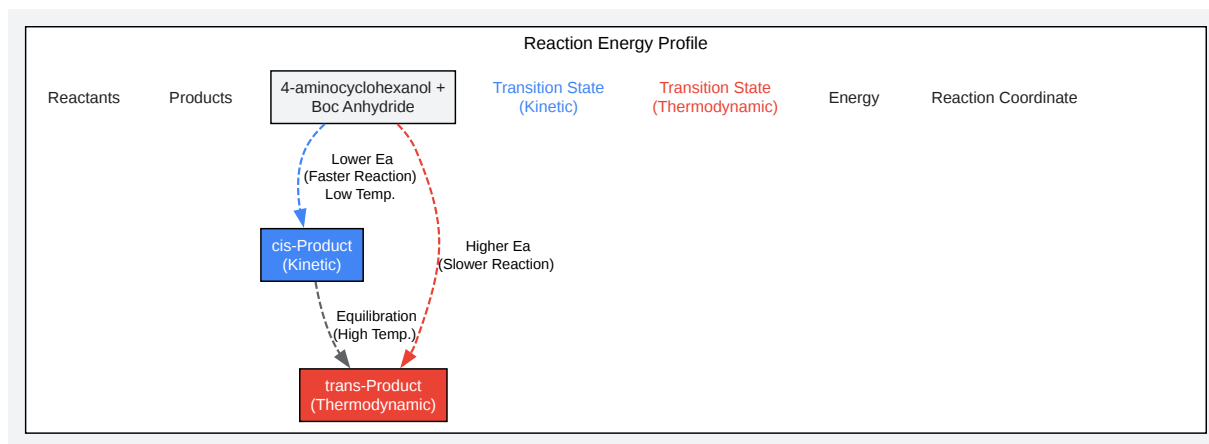 Reaction Energy Profile
Reactants
Products
4-aminocyclohexanol +
Boc Anhydride
Transition State
(Kinetic)
Transition State
(Thermodynamic)
Energy
Reaction Coordinate
Lower Ea
(Faster Reaction)
Low Temp.
cis-Product
(Kinetic)
Higher Ea
(Slower Reaction)
Equilibration
(High Temp.)
trans-Product
(Thermodynamic)